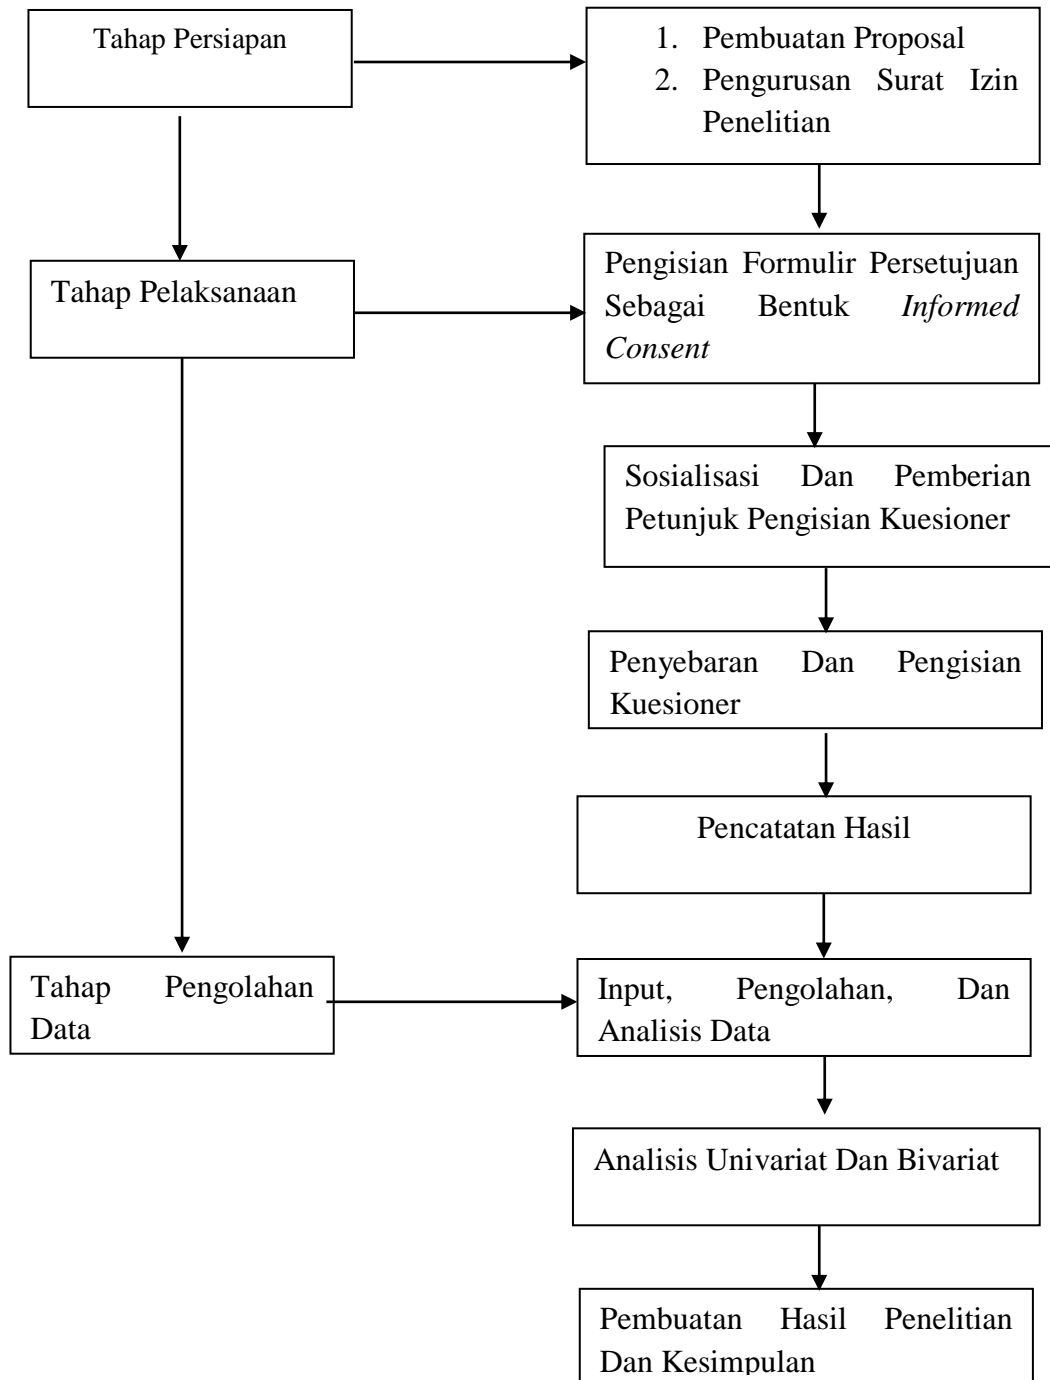 Tahap Persiapan
1. Pembuatan Proposal
2. Pengurusan Surat Izin
Penelitian
Tahap Pelaksanaan
Pengisian Formulir Persetujuan
Sebagai Bentuk Informed
Consent
Sosialisasi Dan Pemberian
Petunjuk Pengisian Kuesioner
Penyebaran Dan Pengisian
Kuesioner
Pencatatan Hasil
Tahap Pengolahan
Data
Input, Pengolahan, Dan
Analisis Data
Analisis Univariat Dan Bivariat
Pembuatan Hasil Penelitian
Dan Kesimpulan